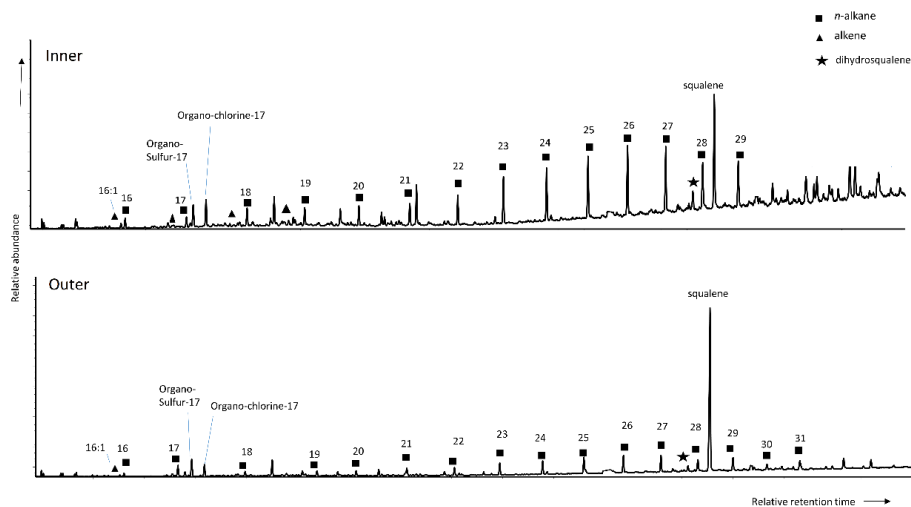 n-alkane
alkene
dihydrosqualene
Inner
squalene
Organo-chlorine-17
Organo-
Sulfur-17
16:1
16
17
18
19
20
21
22
23
24
25
26
27
28
29
Relative abundance
Outer
squalene
Organo-
Sulfur-17
Organo-chlorine-17
16:1
16
17
18
19
20
21
22
23
24
25
26
27
28
29
30
31
Relative retention time